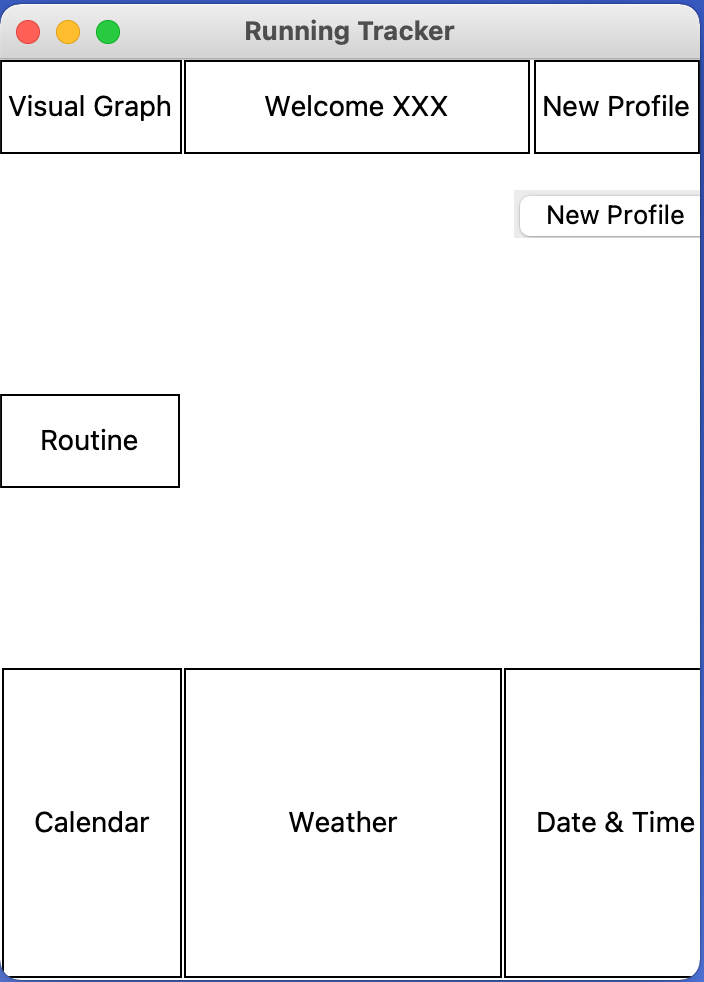 Running Tracker
Visual Graph
Welcome XXX
New Profile
New Profile
Routine
Calendar
Weather
Date & Time